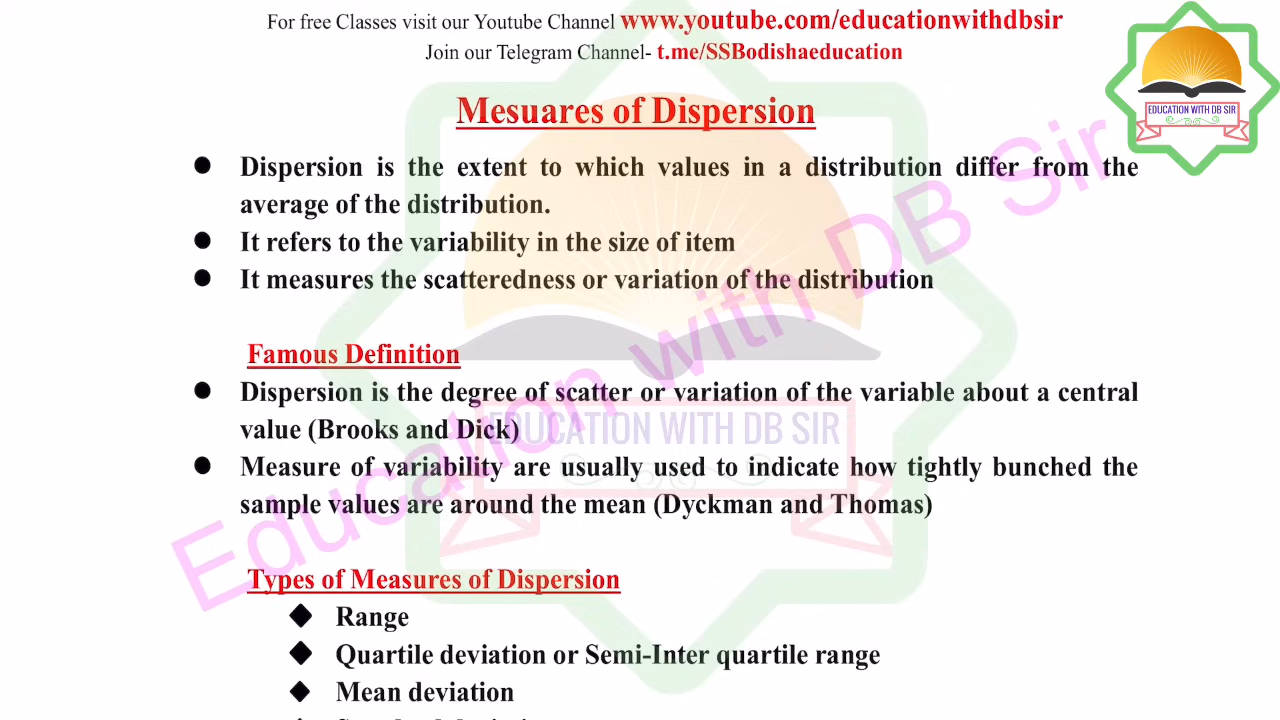 For free Classes visit our Youtube Channel www.youtube.com/educationwithdbsir
Join our Telegram Channel- t.me/SSBodishaeducation
EDUCATION WITH DB SIR
Mesuares of Dispersion
● Dispersion is the extent to which values in a distribution differ from the
average of the distribution.
● It refers to the variability in the size of item
● It measures the scatteredness or variation of the distribution
Famous Definition
● Dispersion is the degree of scatter or variation of the variable about a central
value (Brooks and Dick)
● Measure of variability are usually used to indicate how tightly bunched the
sample values are around the mean (Dyckman and Thomas)
Types of Measures of Dispersion
◆ Range
◆ Quartile deviation or Semi-Inter quartile range
◆ Mean deviation
Education with DB Sir
EDUCATION WITH DB SIR